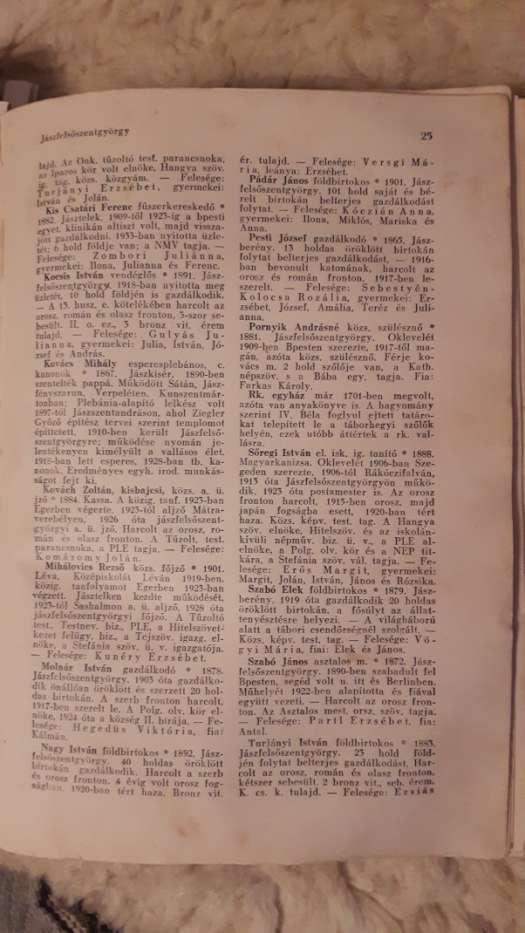 Jászfelsőszentgyörgy
25
tajd. Az Önk. tűzoltó test. parancsnoka,
az Iparos kör volt elnöke, Hangya szöv.
ig. tag. közs. közgyám. — Felesége:
Turjányi Erzsébet, gyermekei:
István és Jolán.
Kis Csatári Ferenc fűszerkereskedő *
1882. Jásztelek. 1909-től 1923-ig a bpesti
egyet. klinikán altiszt volt, majd vissza-
jött gazdálkodni. 1933-ban nyitotta üzle-
tét; 6 hold földje van; a NMV tagja. —
Felesége: Zombori Julianna,
gyermekei: Ilona, Julianna és Ferenc.
Kocsis István vendéglős * 1891. Jász-
felsőszentgyörgy. 1918-ban nyitotta meg
üzletét, 10 hold földjén is gazdálkodik.
— A 13. husz. e. kötelékében harcolt az
orosz, román és olasz fronton, 3-szor se-
besült. II. o. ez., 3 bronz vit. érem
tulajd. — Felesége: Gulyás Ju-
lianna, gyermekei: Julia, István, Jó-
zsef és András.
Kovács Mihály esperesplebános, c.
kanonok * 1867. Jászkisér, 1890-ben
szentelték pappá. Működött Sátán, Jász-
fényszarun, Verpeléten, Kunszentmár-
tonban; Plebánia-építő lelkész volt
1897-től Jászszentandráson, ahol Ziegler
Győző építész tervei szerint templomot
építtetett, 1910-ben került Jászfelső-
szentgyörgyre; működése nyomán je-
lentékenyen kimélyült a vallásos élet.
1918-ban lett esperes, 1928-ban tb. ka-
nonok. Eredményes egyh. irod. munkás-
ságot fejt ki.
Kovách Zoltán, kisbajcsi, közs. a. ü.
jző * 1884. Kassa. A közig. tanf. 1923-ban
Egerben végezte. 1923-tól aljző Mátra-
verebélyen, 1926 óta jászfelsőszent-
györgyi a. ü. jző. Harcolt az orosz, ro-
mán és olasz fronton. A Tűzolt. test.
parancsnoka, a PLE tagja. — Felesége:
Komáromy Jolán.
Mihálovics Rezső közs. főjző * 1901.
Léva, Középiskolát Léván 1919-ben,
közig. tanfolyamot Egerben 1923-ban
végzett. Jásztelken kezdte működését,
1923-tól Sashalmon a. ü. aljző, 1928 óta
jászfelsőszentgyörgyi főjző. A Tűzoltó
test., Testnev. biz., PLE, a Hitelszövet-
kezet felügy. biz., a Tejszöv. igazg. el-
nöke, a Stefánia szöv. ü. v. igazgatója.
— Felesége: Kunéry Erzsébet.
Molnár István gazdálkodó * 1878.
Jászfelsőszentgyörgy. 1903 óta gazdálko-
dik önállóan öröklött és szerzett 20 hol-
das birtokán. A szerb fronton harcolt,
1917-ben szerelt le. A Polg. olv. kör el-
nöke, 1924 óta a község II. bírája. — Fe-
lesége: Hegedüs Viktória, fia:
Kálmán.
Nagy István földbirtokos * 1892. Jász-
felsőszentgyörgy. 40 holdas öröklött
birtokán gazdálkodik. Harcolt a szerb
és orosz fronton. 4 évig volt orosz fog-
ságban. 1920-ban tért haza. Bronz vit.
ér. tulajd. — Felesége: Versgi Má-
ria, leánya: Erzsébet.
Pádár János földbirtokos * 1901. Jász-
felsőszentgyörgy. 101 hold saját és bé-
relt birtokán belterjes gazdálkodást
folytat. — Felesége: Kóczián Anna,
gyermekei: Ilona, Miklós, Mariska és
Anna.
Pesti József gazdálkodó * 1865. Jász-
berény. 13 holdas öröklött birtokán
folytat belterjes gazdálkodást. — 1916-
ban bevonult katonának, harcolt az
orosz és román fronton. 1917-ben le-
szerelt. — Felesége: Sebestyén-
Kolocsa Rozália, gyermekei: Er-
zsébet, József, Amália, Teréz és Juli-
anna.
Pornyik Andrásné közs. szülésznő *
1881. Jászfelsőszentgyörgy. Oklevelét
1909-ben Bpesten szerezte, 1917-től ma-
gán, azóta közs. szülésznő. Férje ko-
vács m. 2 hold szőlője van, a Kath.
népszöv. s a Bába egy. tagja. Fia:
Farkas Károly.
Rk. egyház már 1701-ben megvolt,
azóta van anyakönyve is. A hagyomány
szerint IV. Béla foglyul ejtett tatáro-
kat telepített le a táborhegyi szőlők
helyén, ezek utóbb áttértek a rk. val-
lásra.
Sőregi István el. isk. ig. tanító * 1888.
Magyarkanizsa. Oklevelét 1906-ban Sze-
geden szerezte, 1906-tól Rákóczifalván,
1913 óta Jászfelsőszentgyörgyön műkö-
dik, 1923 óta postamester is. Az orosz
fronton harcolt, 1915-ben orosz, majd
japán fogságba esett, 1920-ban tért
haza. Közs. képv. test. tag. A Hangya
szöv. elnöke, Hitelszöv. és az iskolán-
kívüli népműv. biz. ü. v., a PLE al-
elnöke, a Polg. olv. kör és a NEP tit-
kára, a Stefánia szöv. vál. tagja. — Fe-
lesége: Erős Margit, gyermekei:
Margit, Jolán, István, János és Rózsika.
Szabó Elek földbirtokos * 1879. Jász-
berény. 1919 óta gazdálkodik 20 holdas
öröklött birtokán, a fősúlyt az állat-
tenyésztésre helyezi. — A világháború
alatt a tábori csendőrségnél szolgált. —
Közs. képv. test. tag. — Felesége: Vö-
gyi Mária, fiai: Elek és János.
Szabó János asztalos m. * 1872. Jász-
felsőszentgyörgy. 1890-ben szabadult fel
Bpesten, segéd volt u. itt és Berlinben.
Műhelyét 1922-ben alapította és fiával
együtt vezeti. — Harcolt az orosz fron-
ton. Az Asztalos mest. orsz. szöv. tagja.
— Felesége: Partl Erzsébet, fia:
Antal.
Turlányi István földbirtokos * 1883.
Jászfelsőszentgyörgy. 23 hold föld-
jén folytat belterjes gazdálkodást. Har-
colt az orosz, román és olasz fronton,
kétszer sebesült. 2 bronz vit., seb. érem,
K. cs. k. tulajd. — Felesége: Ezsiás